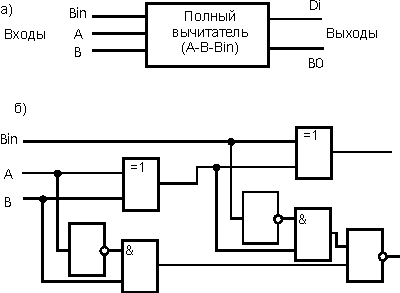 а)
Входы
Bin
A
B
Полный
вычитатель
(A-B-Bin)
Di
Выходы
B0
б)
Bin
A
B
=1
=1
&
&